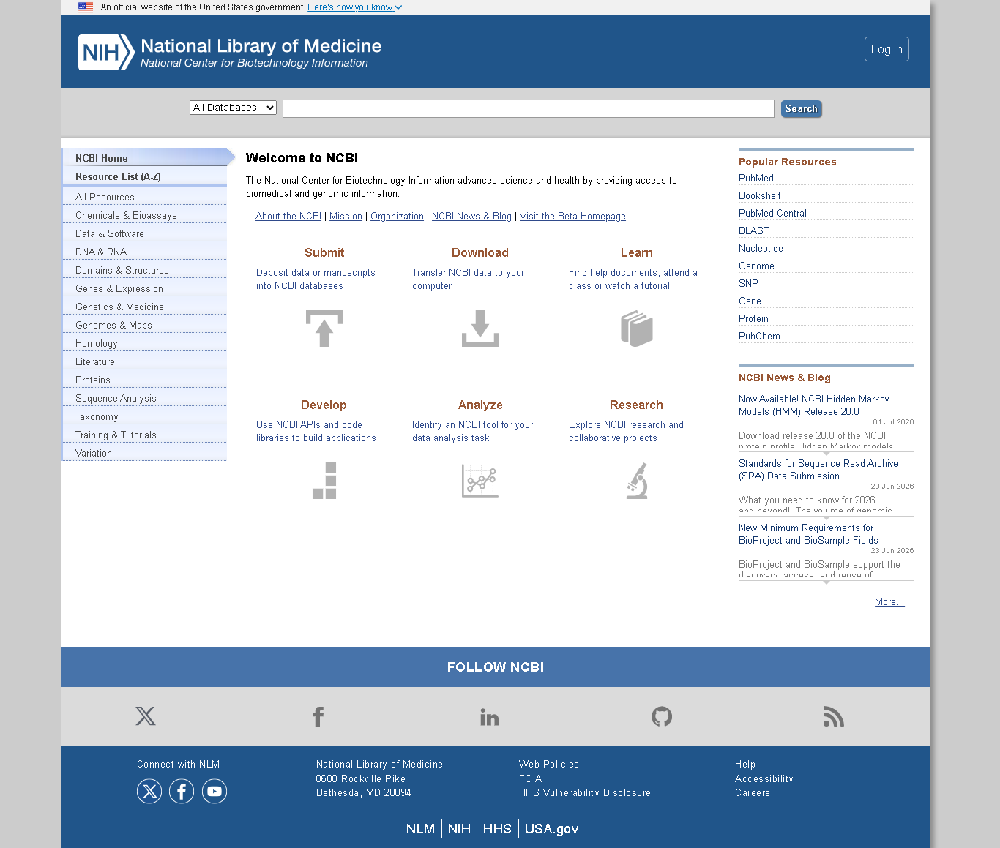 An official website of the United States government Here's how you know
NIH National Library of Medicine
National Center for Biotechnology Information
Log in
All Databases
Search
NCBI Home
Resource List (A-Z)
All Resources
Chemicals & Bioassays
Data & Software
DNA & RNA
Domains & Structures
Genes & Expression
Genetics & Medicine
Genomes & Maps
Homology
Literature
Proteins
Sequence Analysis
Taxonomy
Training & Tutorials
Variation
Welcome to NCBI
The National Center for Biotechnology Information advances science and health by providing access to
biomedical and genomic information.
About the NCBI | Mission | Organization | NCBI News & Blog | Visit the Beta Homepage
Submit
Deposit data or manuscripts
into NCBI databases
Download
Transfer NCBI data to your
computer
Learn
Find help documents, attend a
class or watch a tutorial
Develop
Use NCBI APIs and code
libraries to build applications
Analyze
Identify an NCBI tool for your
data analysis task
Research
Explore NCBI research and
collaborative projects
Popular Resources
PubMed
Bookshelf
PubMed Central
BLAST
Nucleotide
Genome
SNP
Gene
Protein
PubChem
NCBI News & Blog
Now Available! NCBI Hidden Markov
Models (HMM) Release 20.0
01 Jul 2026
Download release 20.0 of the NCBI
protein profile Hidden Markov models
Standards for Sequence Read Archive
(SRA) Data Submission
29 Jun 2026
What you need to know for 2026
and beyond! The volume of genomic
New Minimum Requirements for
BioProject and BioSample Fields
23 Jun 2026
BioProject and BioSample support the
discovery, access, and reuse of
More...
FOLLOW NCBI
Connect with NLM
National Library of Medicine
8600 Rockville Pike
Bethesda, MD 20894
Web Policies
FOIA
HHS Vulnerability Disclosure
Help
Accessibility
Careers
NLM NIH HHS USA.gov